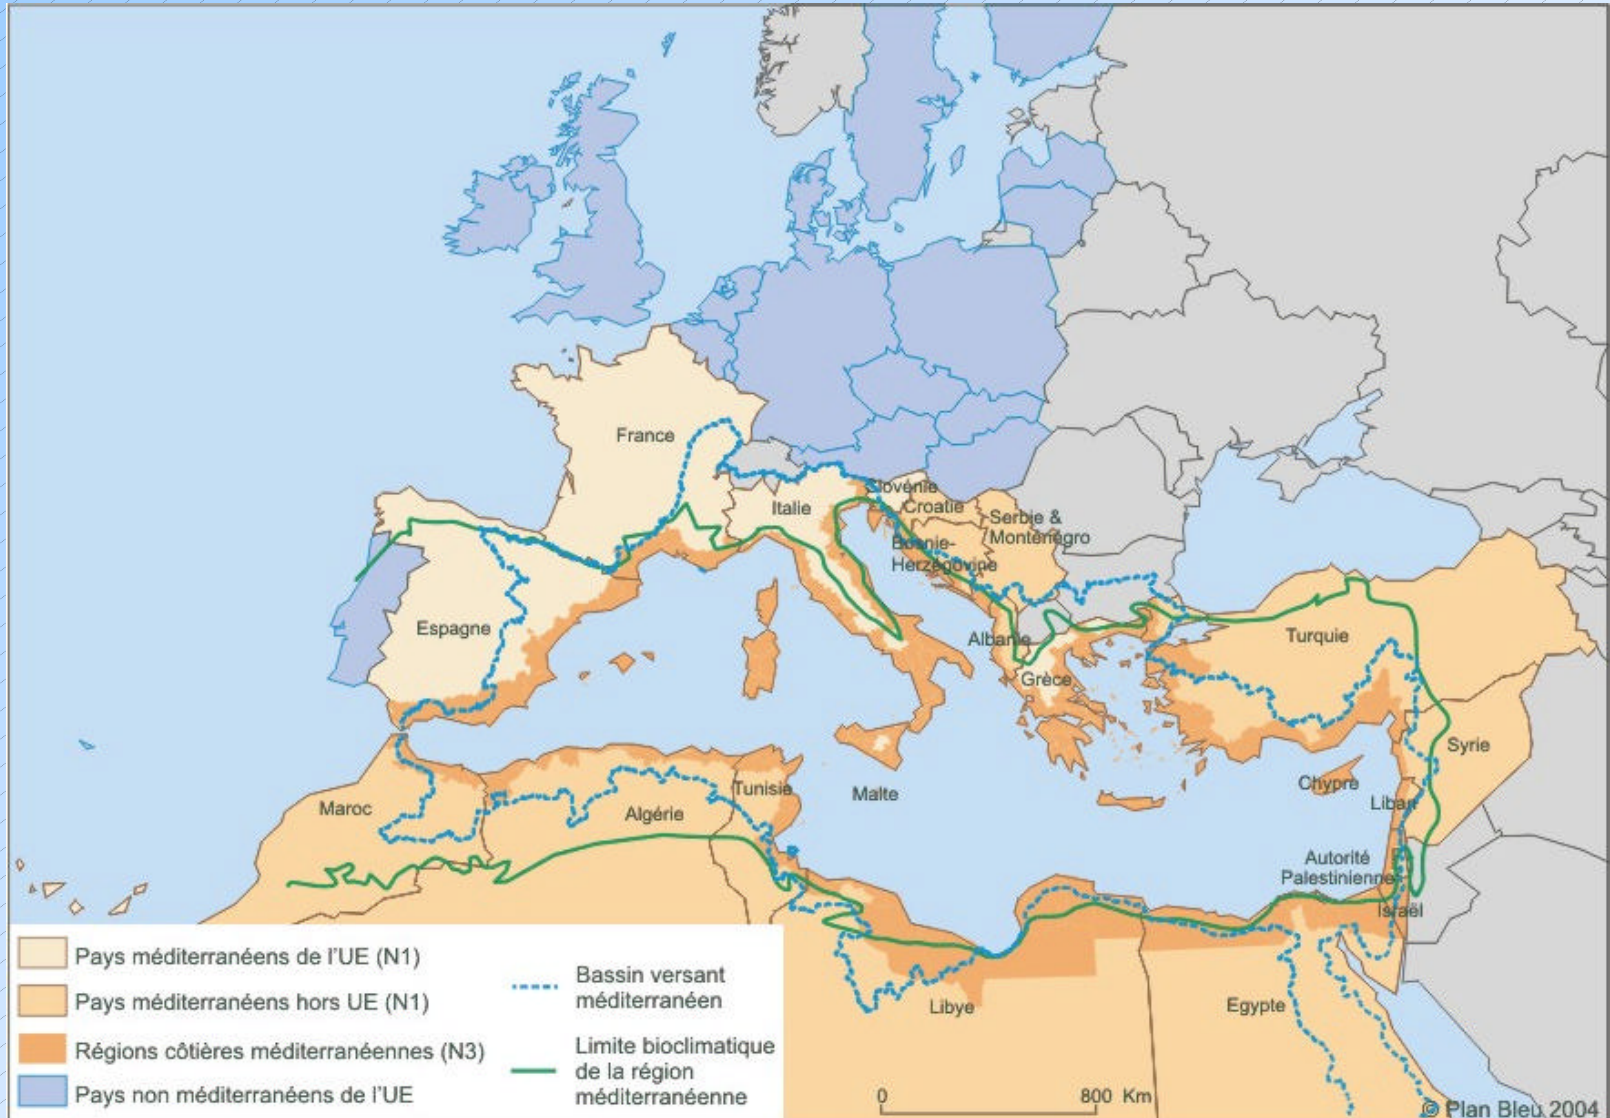 France
Slovénie
Italie
Croatie
Serbie &
Monténégro
Bosnie-
Herzégovine
Espagne
Albanie
Turquie
Grèce
Syrie
Chypre
Malte
Liban
Tunisie
Maroc
Algérie
Autorité
Palestinienne
Israël
Libye
Egypte
Pays méditerranéens de l'UE (N1)
Pays méditerranéens hors UE (N1)
Régions côtières méditerranéennes (N3)
Pays non méditerranéens de l'UE
Bassin versant
méditerranéen
Limite bioclimatique
de la région
méditerranéenne
0 800 Km
© Plan Bleu 2004